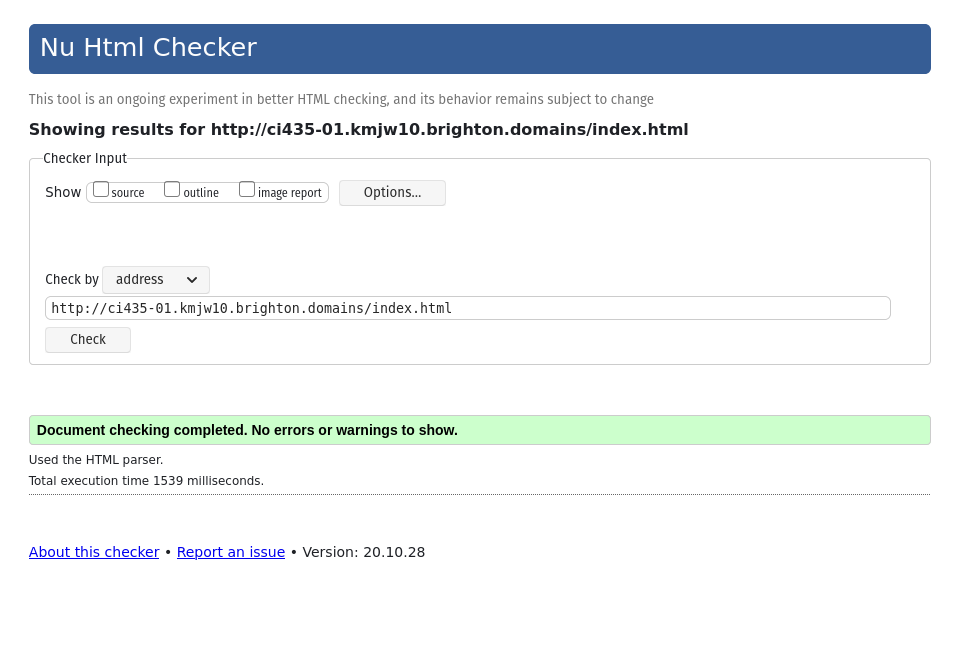 Nu Html Checker
This tool is an ongoing experiment in better HTML checking, and its behavior remains subject to change
Showing results for http://ci435-01.kmjw10.brighton.domains/index.html
Checker Input
Show source outline image report Options...
Check by address
http://ci435-01.kmjw10.brighton.domains/index.html
Check
Document checking completed. No errors or warnings to show.
Used the HTML parser.
Total execution time 1539 milliseconds.
About this checker • Report an issue • Version: 20.10.28